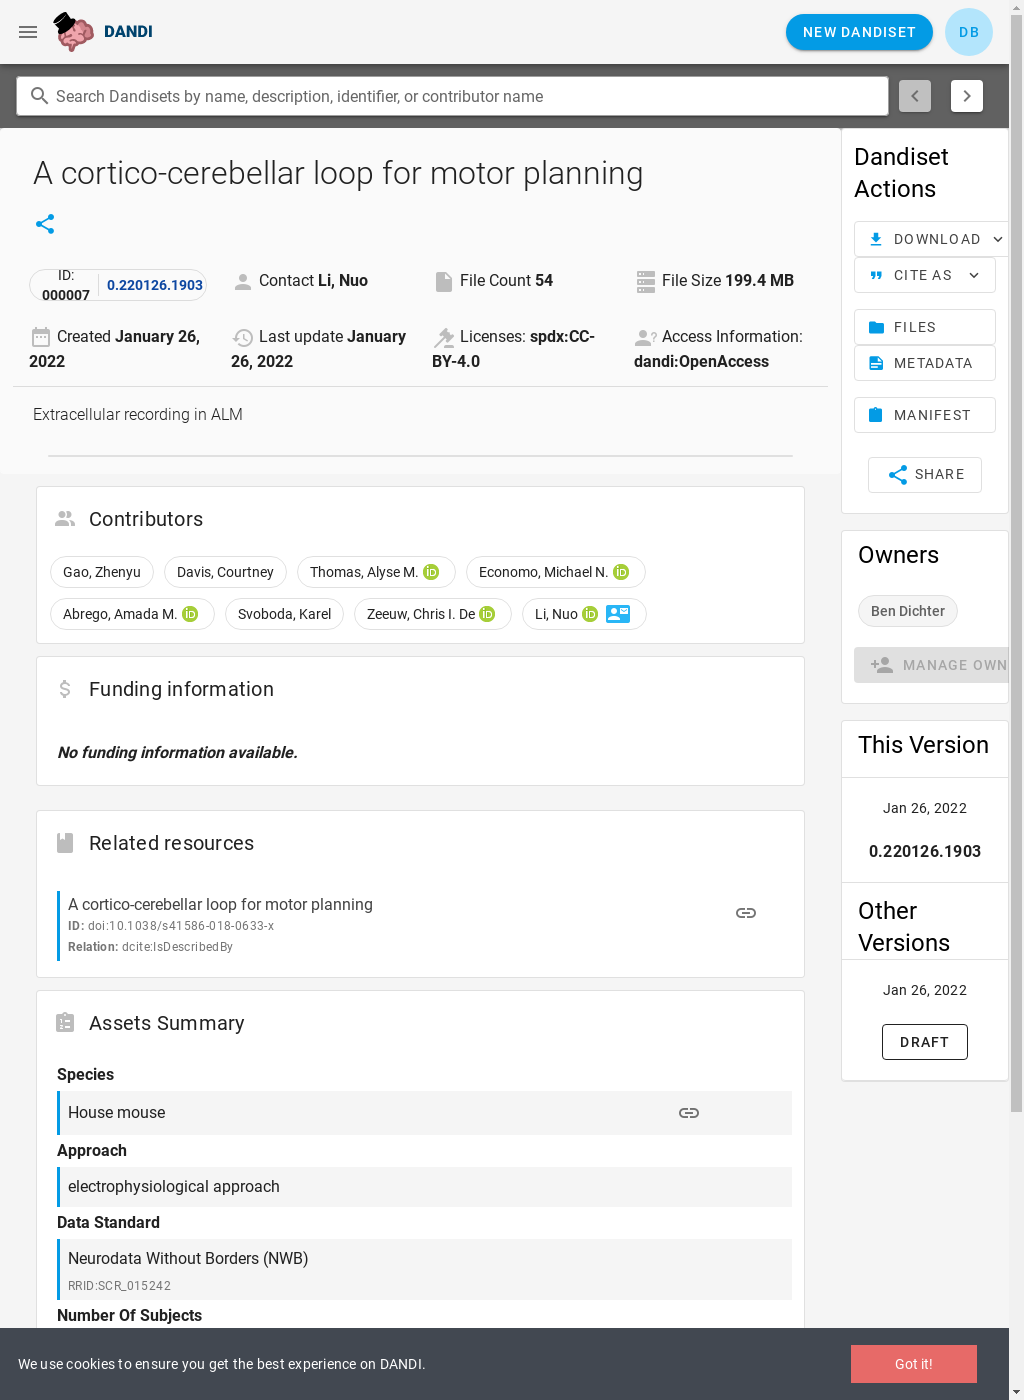 DANDI
NEW DANDISET
DB
Search Dandisets by name, description, identifier, or contributor name
A cortico-cerebellar loop for motor planning
ID:
000007
0.220126.1903
Contact Li, Nuo
File Count 54
File Size 199.4 MB
Created January 26,
2022
Last update January
26, 2022
Licenses: spdx:CC-
BY-4.0
Access Information:
dandi:OpenAccess
Extracellular recording in ALM
Contributors
Gao, Zhenyu
Davis, Courtney
Thomas, Alyse M. iD
Economo, Michael N. iD
Abrego, Amada M. iD
Svoboda, Karel
Zeeuw, Chris I. De iD
Li, Nuo iD
Funding information
No funding information available.
Related resources
A cortico-cerebellar loop for motor planning
ID: doi:10.1038/s41586-018-0633-x
Relation: dcite:IsDescribedBy
Assets Summary
Species
House mouse
Approach
electrophysiological approach
Data Standard
Neurodata Without Borders (NWB)
RRID:SCR_015242
Number Of Subjects
Dandiset
Actions
DOWNLOAD
CITE AS
FILES
METADATA
MANIFEST
SHARE
Owners
Ben Dichter
MANAGE OWN
This Version
Jan 26, 2022
0.220126.1903
Other
Versions
Jan 26, 2022
DRAFT
We use cookies to ensure you get the best experience on DANDI.
Got it!